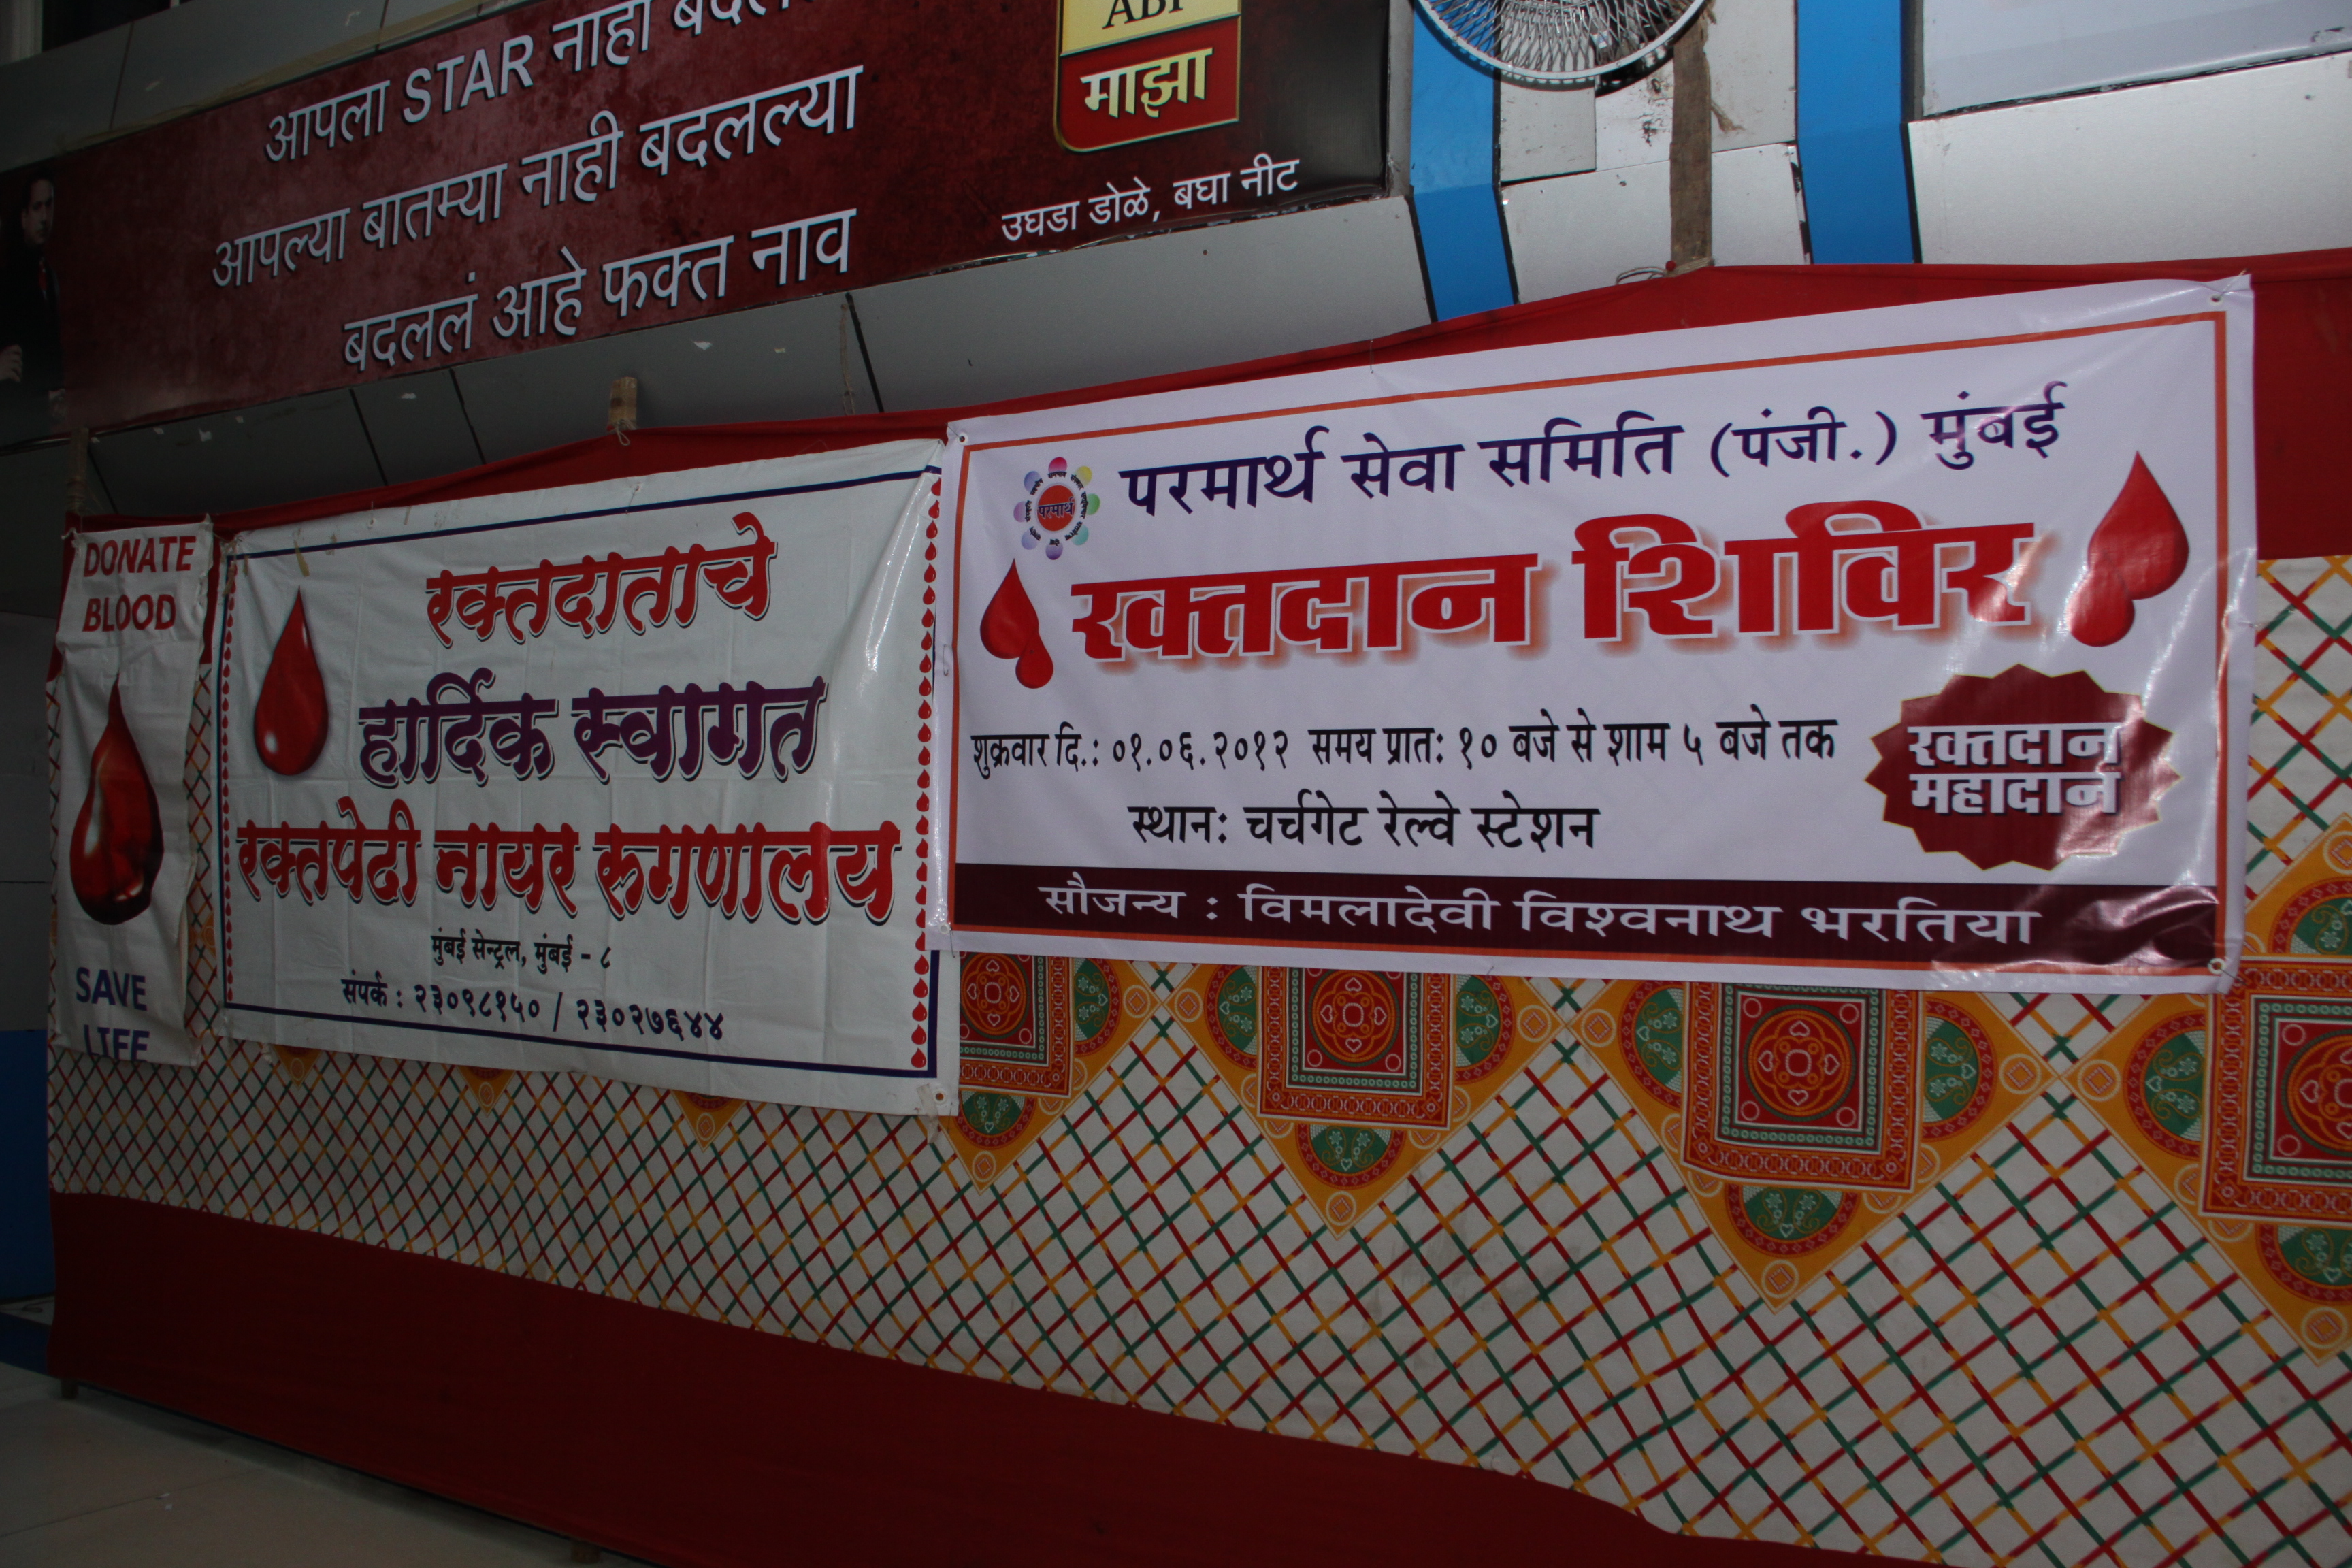 आपला STAR नाही
आपल्या बातम्या नाही बदलल्या
बदललं आहे फक्त नाव
ABP
माझा
उघडा डोळे, बघा नीट
DONATE
BLOOD
SAVE
LIFE
रक्तदाताचे
हार्दिक स्वागत
रक्तपेढी नायर रुग्णालय
मुंबई सेन्ट्रल, मुंबई - ८
संपर्क : २३०९८१५० / २३०२७६४४
परमार्थ
परमार्थ सेवा समिति (पंजी.) मुंबई
रक्तदान शिविर
शुक्रवार दि.: ०१.०६.२०१२ समय प्रात: १० बजे से शाम ५ बजे तक
स्थान: चर्चगेट रेल्वे स्टेशन
रक्तदान
महादान
सौजन्य : विमलादेवी विश्वनाथ भरतिया